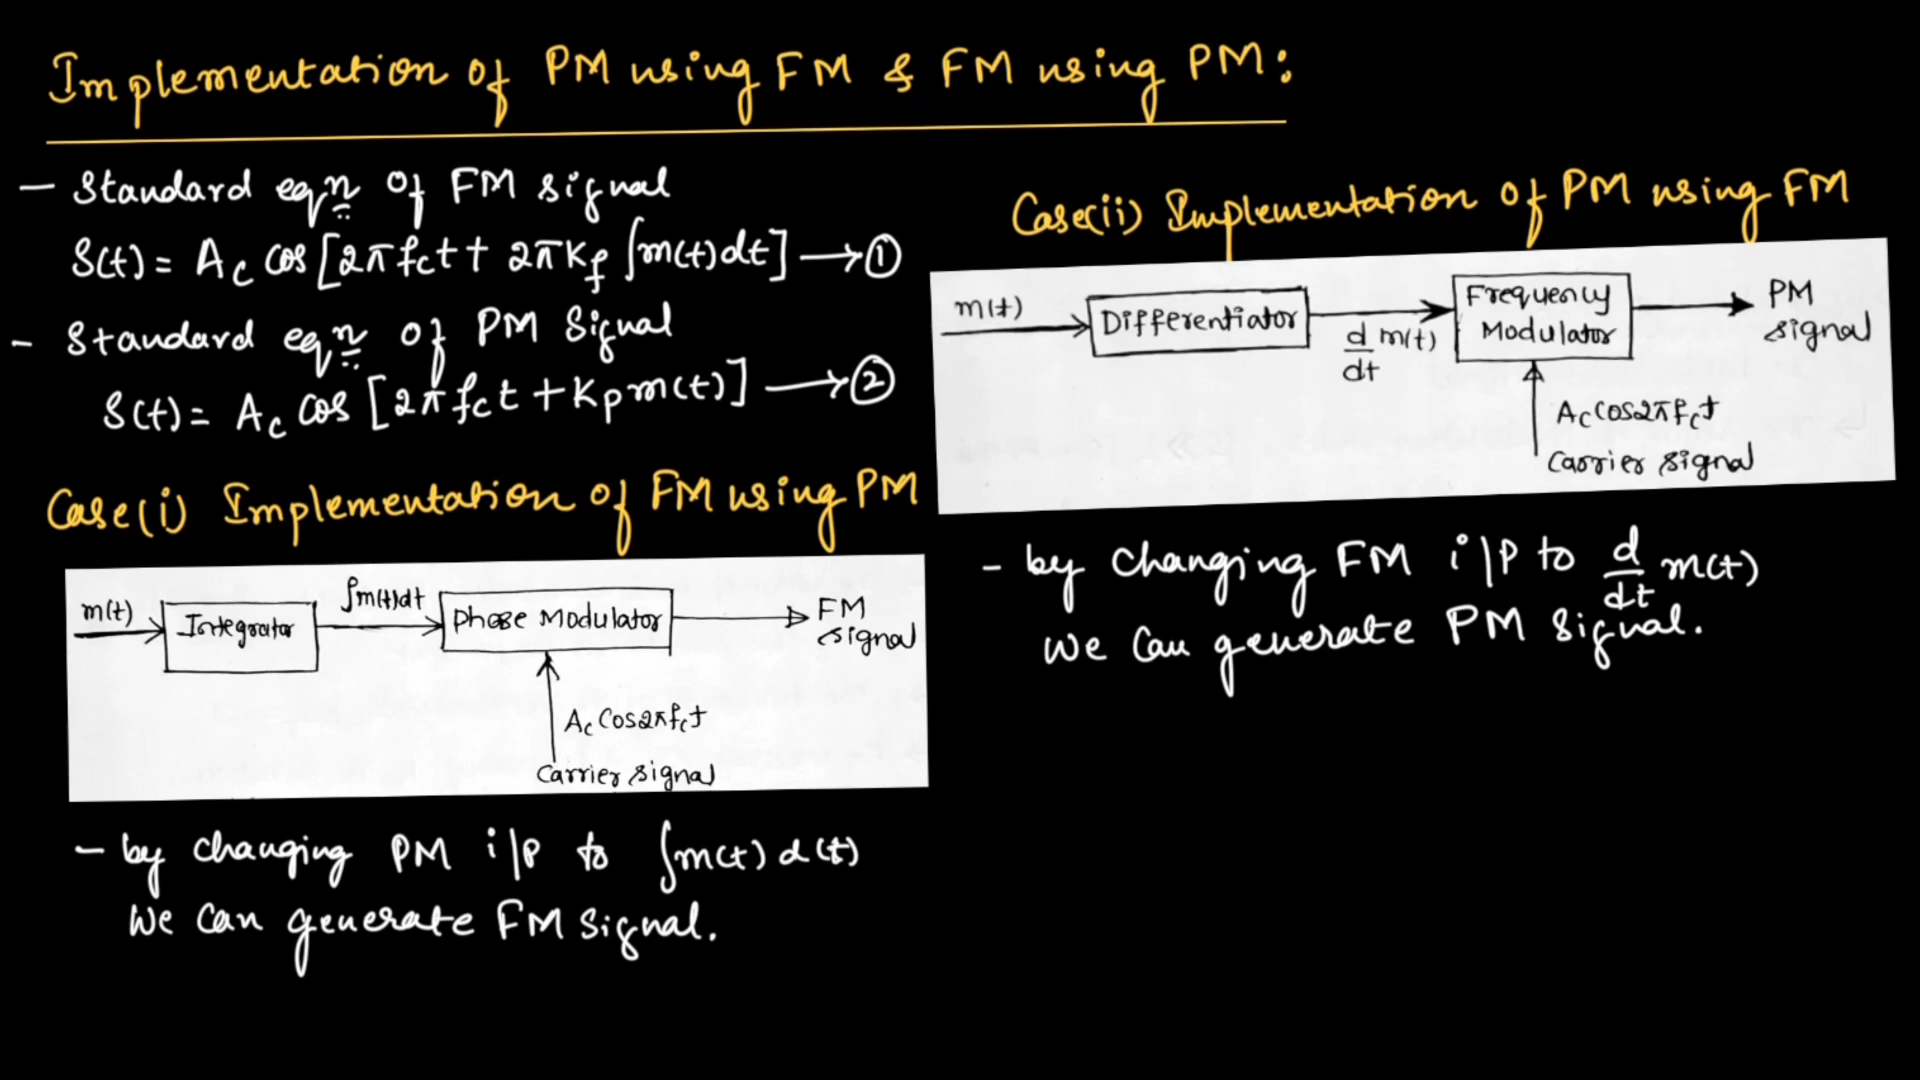 Implementation of PM using FM & FM using PM:
- Standard eqn of FM signal
S(t) = Ac cos [2πfct + 2πKf ∫m(t)dt] → ①
- Standard eqn of PM Signal
S(t) = Ac cos [2πfct + Kp m(t)] → ②
Case(i) Implementation of FM using PM
m(t)
Integrator
∫m(t)dt
Phase Modulator
FM
signal
Ac Cos2πfct
Carrier signal
- by changing PM i/p to ∫m(t) d(t)
We Can generate FM Signal.
Case(ii) Implementation of PM using FM
m(t)
Differentiator
d/dt m(t)
Frequency
Modulator
PM
signal
Ac Cos2πfct
Carrier signal
- by changing FM i/p to d/dt m(t)
We Can generate PM Signal.